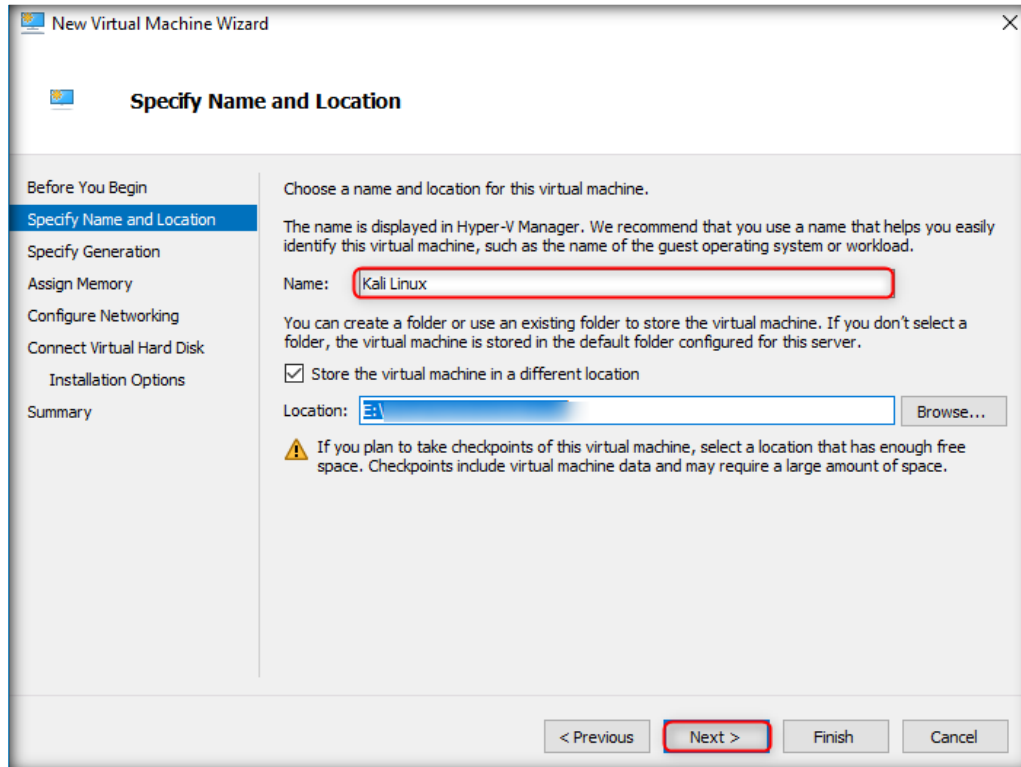 New Virtual Machine Wizard
Specify Name and Location
Before You Begin
Specify Name and Location
Specify Generation
Assign Memory
Configure Networking
Connect Virtual Hard Disk
Installation Options
Summary
Choose a name and location for this virtual machine.
The name is displayed in Hyper-V Manager. We recommend that you use a name that helps you easily
identify this virtual machine, such as the name of the guest operating system or workload.
Name: Kali Linux
You can create a folder or use an existing folder to store the virtual machine. If you don't select a
folder, the virtual machine is stored in the default folder configured for this server.
Store the virtual machine in a different location
Location: E:\
Browse...
If you plan to take checkpoints of this virtual machine, select a location that has enough free
space. Checkpoints include virtual machine data and may require a large amount of space.
< Previous
Next >
Finish
Cancel